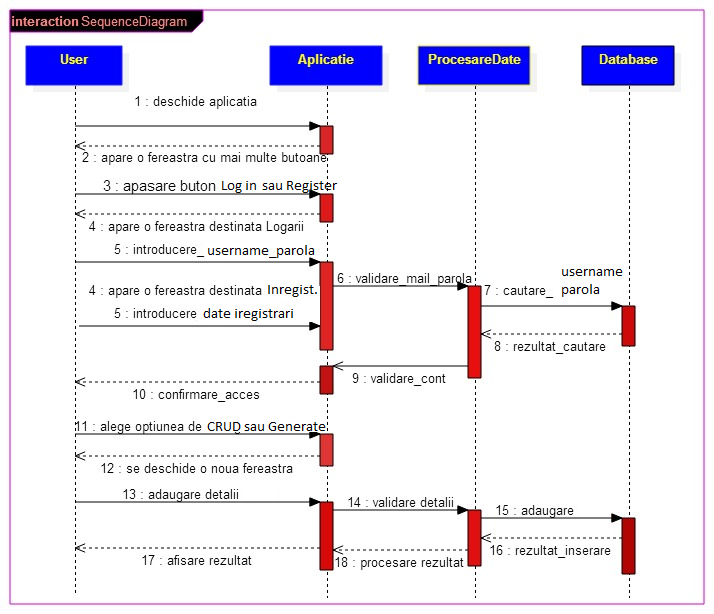 interaction SequenceDiagram
User
Aplicatie
ProcesareDate
Database
1 : deschide aplicatia
2 : apare o fereastra cu mai multe butoane
3 : apasare buton Log in sau Register
4 : apare o fereastra destinata Logarii
5 : introducere_ username_parola
6 : validare_mail_parola
7 : cautare_ username
parola
4 : apare o fereastra destinata Inregist.
5 : introducere date iregistrari
8 : rezultat_cautare
9 : validare_cont
10 : confirmare_acces
11 : alege optiunea de CRUD sau Generate
12 : se deschide o noua fereastra
13 : adaugare detalii
14 : validare detalii
15 : adaugare
16 : rezultat_inserare
17 : afisare rezultat
18 : procesare rezultat